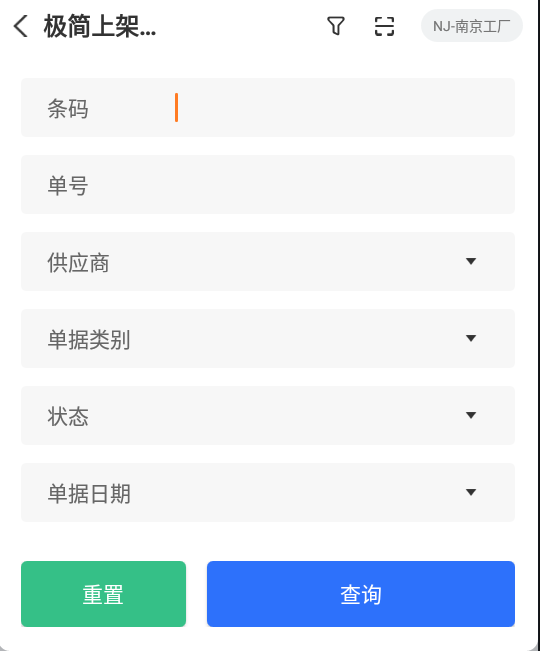 极简上架...
NJ-南京工厂
条码
单号
供应商
单据类别
状态
单据日期
重置
查询